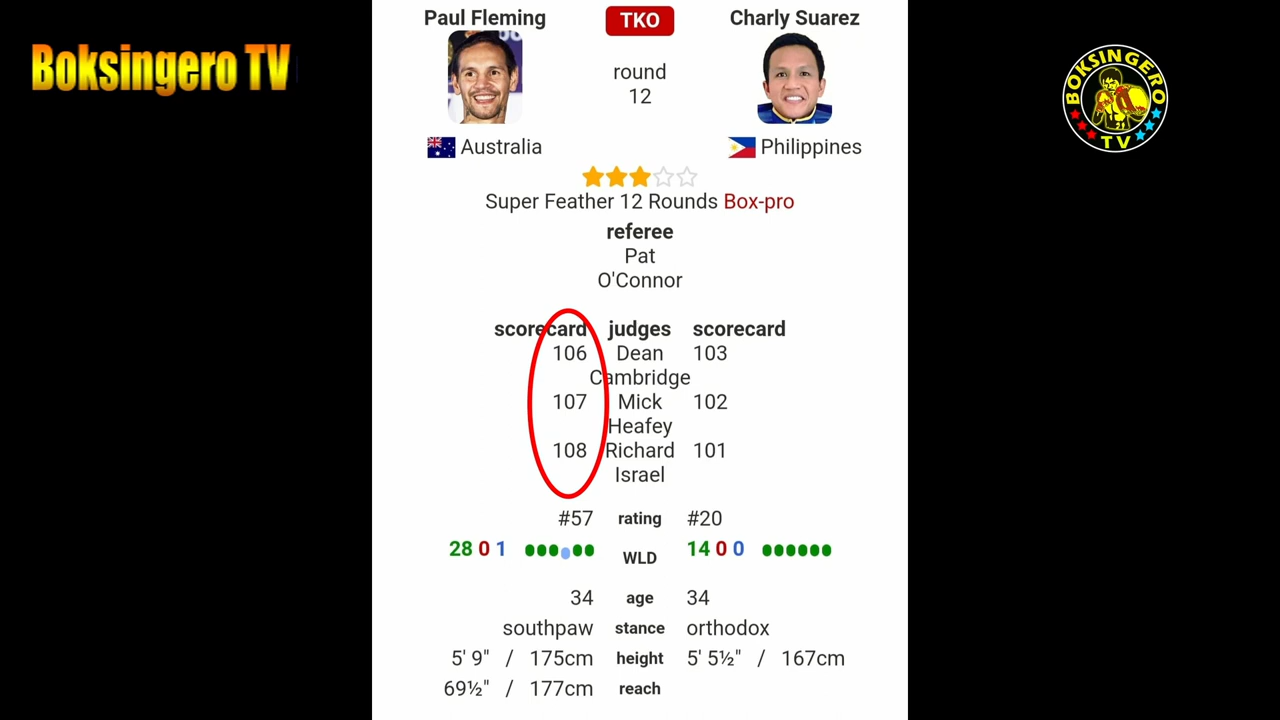 Boksingero TV
Paul Fleming TKO Charly Suarez
round
12
Australia Philippines
BOKSINGERO
TV
Super Feather 12 Rounds Box-pro
referee
Pat
O'Connor
scorecard judges scorecard
106 Dean 103
Cambridge
107 Mick 102
Heafey
108 Richard 101
Israel
#57 rating #20
28 0 1 WLD 14 0 0
34 age 34
southpaw stance orthodox
5' 9" / 175cm height 5' 5½" / 167cm
69½" / 177cm reach